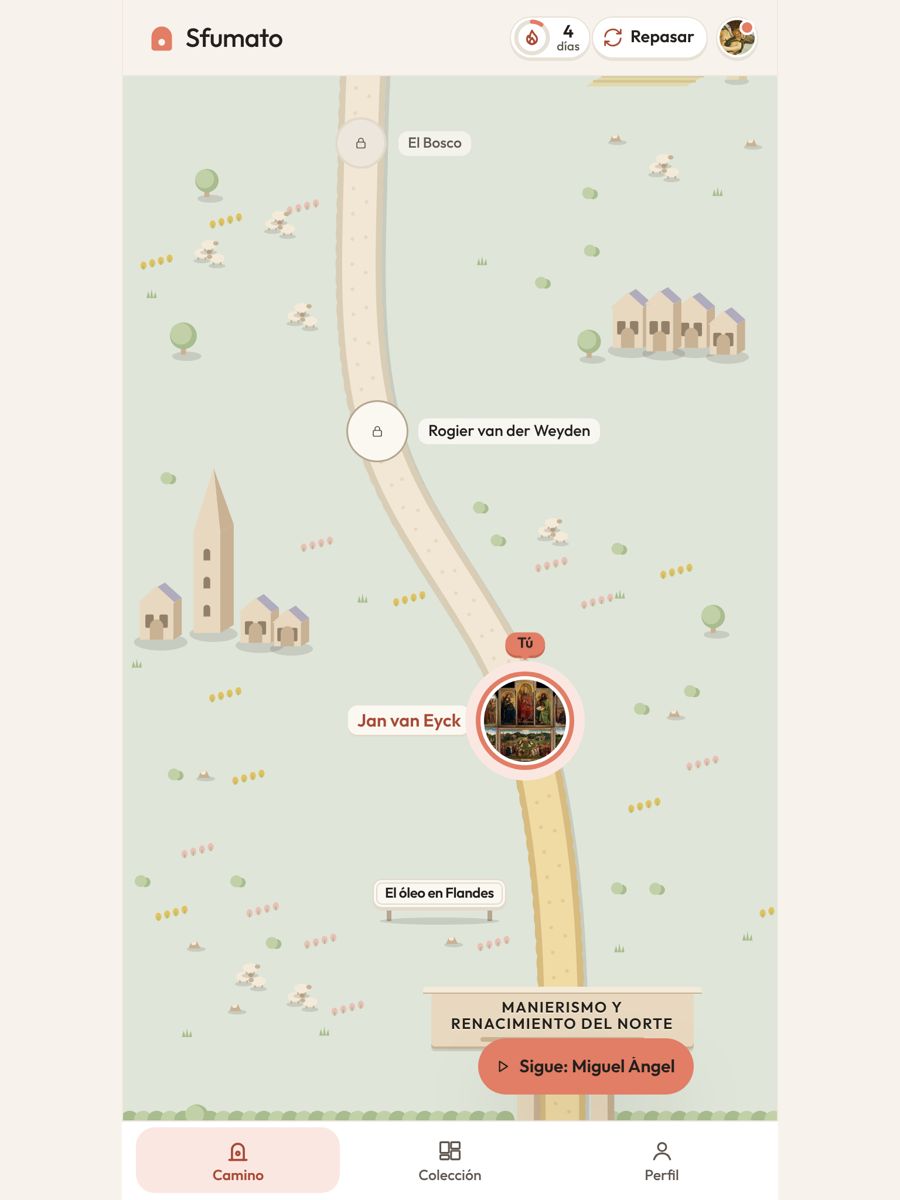 Sfumato
4
días
Repasar
El Bosco
Rogier van der Weyden
Tú
Jan van Eyck
El óleo en Flandes
MANIERISMO Y
RENACIMIENTO DEL NORTE
Sigue: Miguel Ángel
Camino
Colección
Perfil